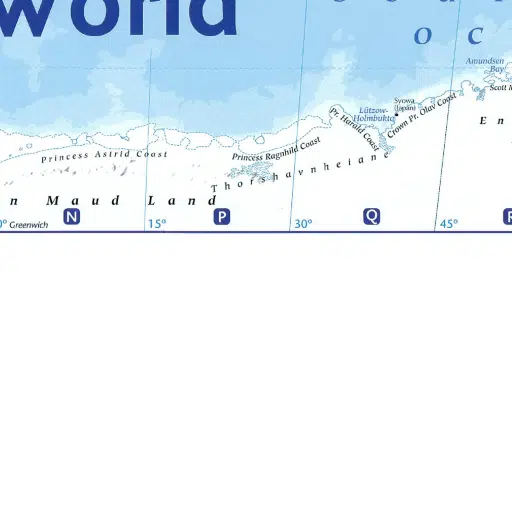 world
O C
Amundsen
Bay
Scott
Syowa
(Japan)
Lützow-
Holmbukta
Pr. Harald Coast
Crown Pr. Olav Coast
En
Princess Astrid Coast
Princess Ragnhild Coast
Thorshavnheiane
n Maud Land
N
P
Q
0° Greenwich
15°
30°
45°